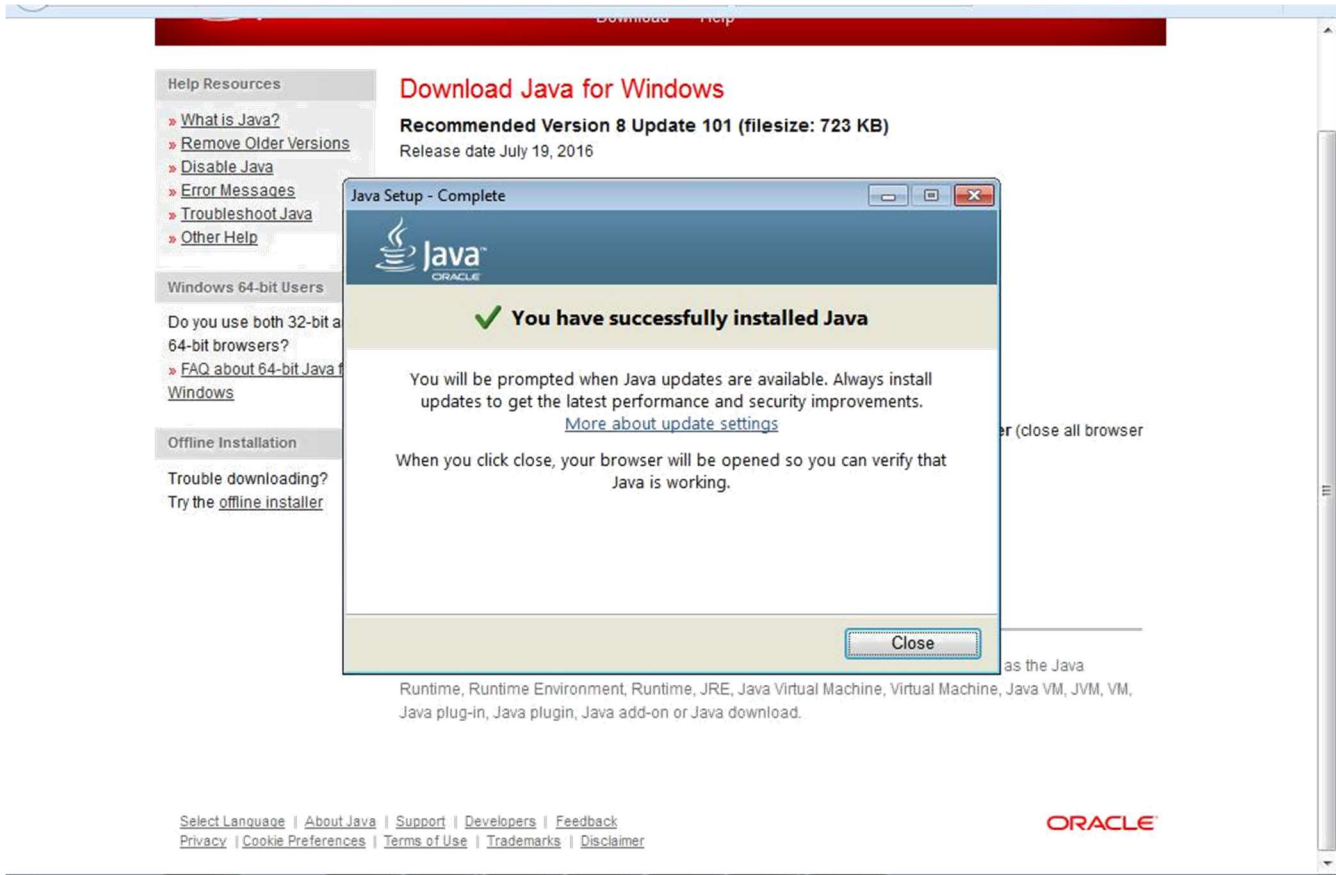 Download Help
Help Resources
» What is Java?
» Remove Older Versions
» Disable Java
» Error Messages
» Troubleshoot Java
» Other Help
Windows 64-bit Users
Do you use both 32-bit a
64-bit browsers?
» FAQ about 64-bit Java f
Windows
Offline Installation
Trouble downloading?
Try the offline installer
Download Java for Windows
Recommended Version 8 Update 101 (filesize: 723 KB)
Release date July 19, 2016
Java Setup - Complete
Java™
ORACLE
You have successfully installed Java
You will be prompted when Java updates are available. Always install
updates to get the latest performance and security improvements.
More about update settings
When you click close, your browser will be opened so you can verify that
Java is working.
Close
er (close all browser
as the Java
Runtime, Runtime Environment, Runtime, JRE, Java Virtual Machine, Virtual Machine, Java VM, JVM, VM,
Java plug-in, Java plugin, Java add-on or Java download.
Select Language | About Java | Support | Developers | Feedback
Privacy | Cookie Preferences | Terms of Use | Trademarks | Disclaimer
ORACLE